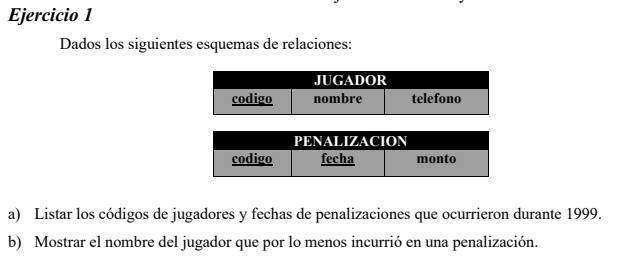 Ejercicio 1
Dados los siguientes esquemas de relaciones:
JUGADOR
codigo nombre telefono
PENALIZACION
codigo fecha monto
a) Listar los códigos de jugadores y fechas de penalizaciones que ocurrieron durante 1999.
b) Mostrar el nombre del jugador que por lo menos incurrió en una penalización.